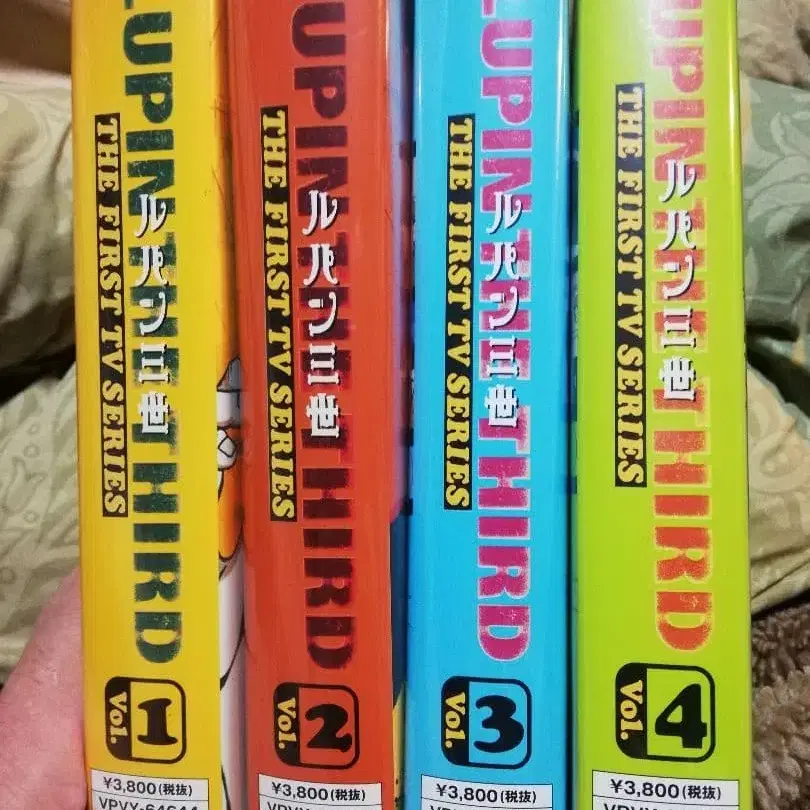 LUPIN THE THIRD
ルパン三世
THE FIRST TV SERIES
Vol. 1
¥3,800(税抜)
LUPIN THE THIRD
ルパン三世
THE FIRST TV SERIES
Vol. 2
¥3,800(税抜)
LUPIN THE THIRD
ルパン三世
THE FIRST TV SERIES
Vol. 3
¥3,800(税抜)
LUPIN THE THIRD
ルパン三世
THE FIRST TV SERIES
Vol. 4
¥3,800(税抜)